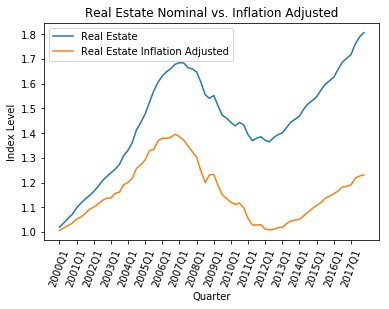 Real Estate Nominal vs. Inflation Adjusted
Real Estate
Real Estate Inflation Adjusted
Index Level
1.8
1.7
1.6
1.5
1.4
1.3
1.2
1.1
1.0
2000Q1
2001Q1
2002Q1
2003Q1
2004Q1
2005Q1
2006Q1
2007Q1
2008Q1
2009Q1
2010Q1
2011Q1
2012Q1
2013Q1
2014Q1
2015Q1
2016Q1
2017Q1
Quarter